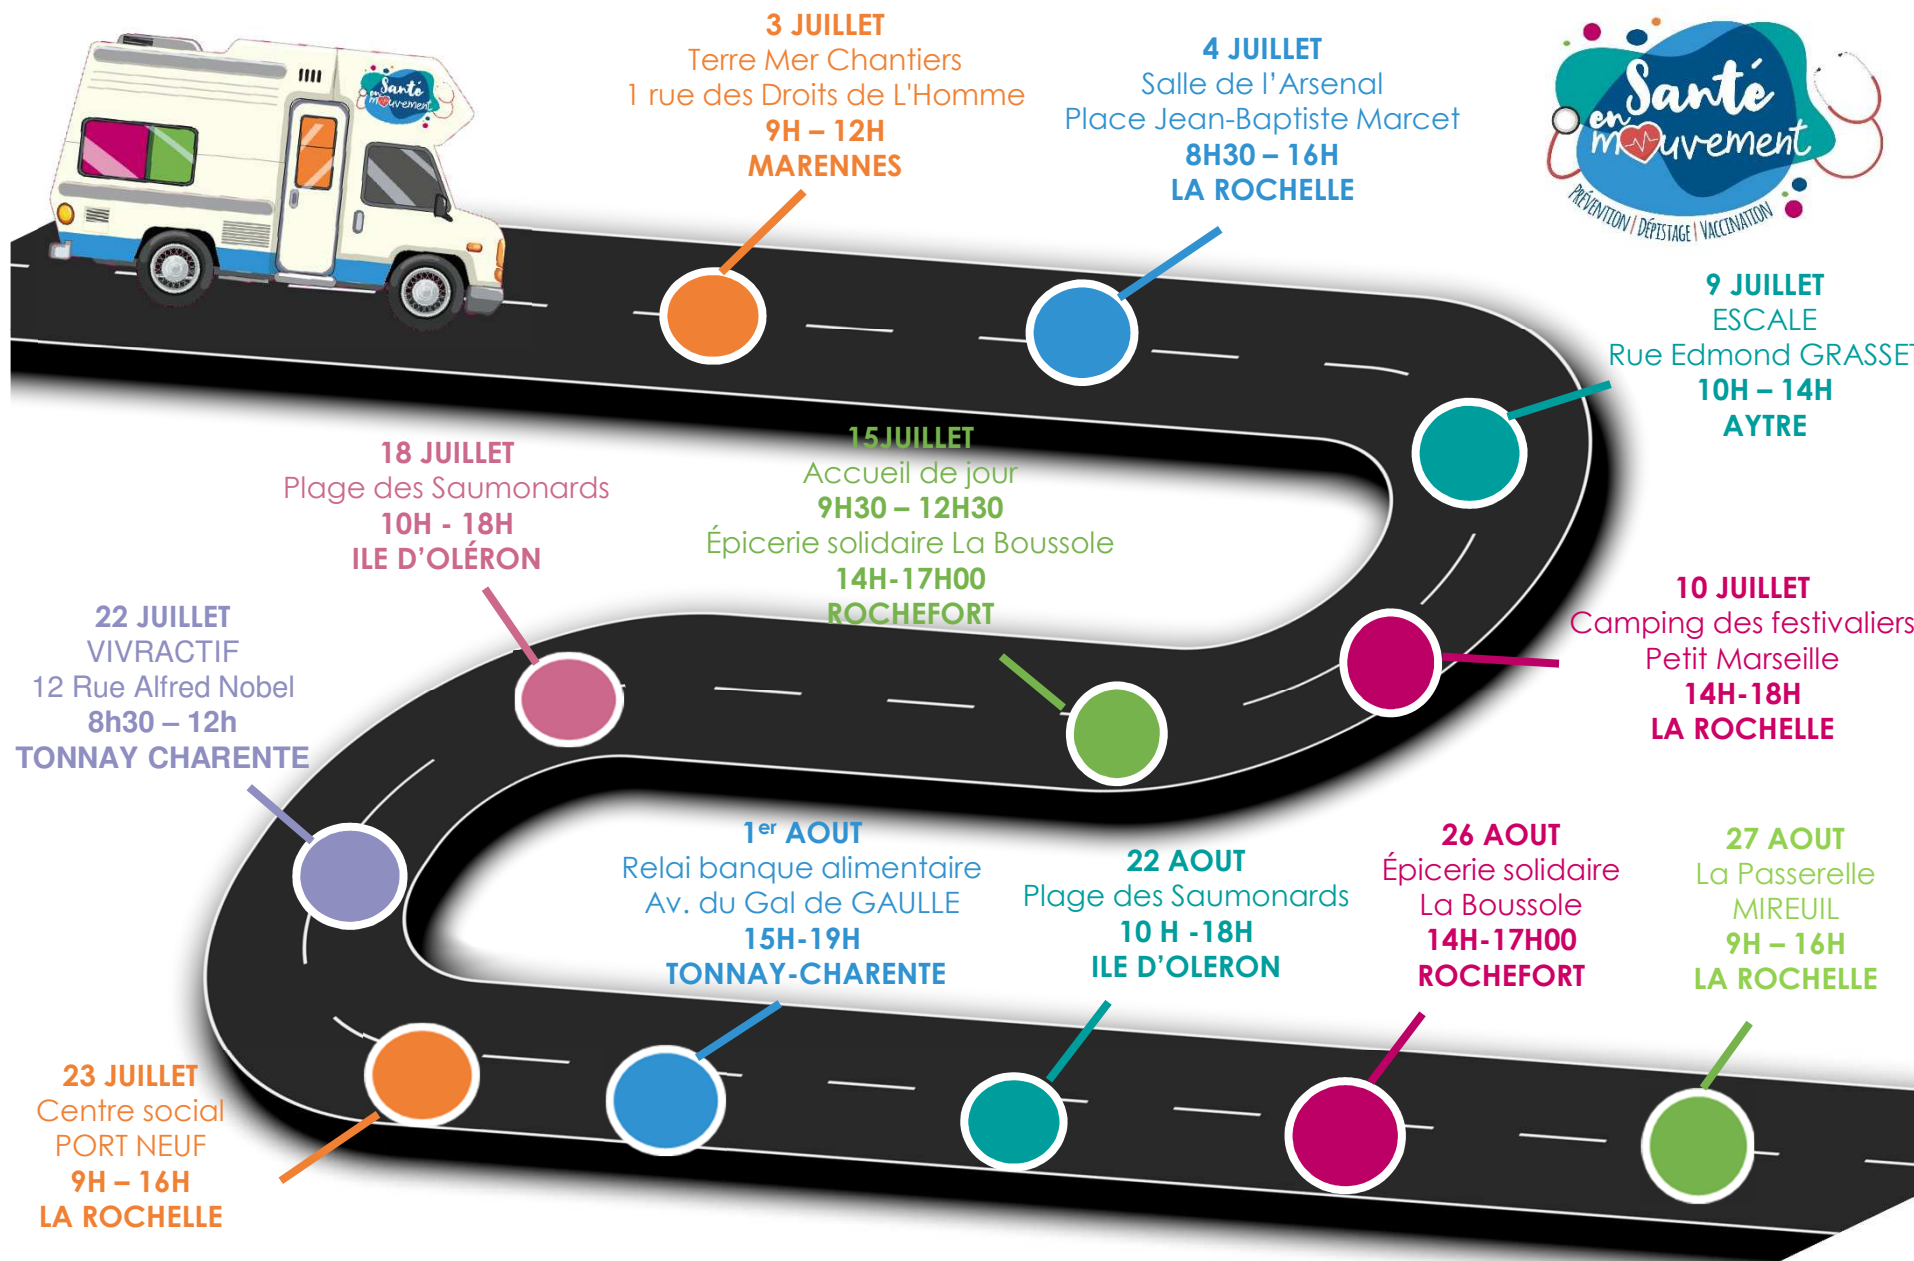 Santé
en
mouvement
3 JUILLET
Terre Mer Chantiers
1 rue des Droits de L'Homme
9H – 12H
MARENNES
4 JUILLET
Salle de l'Arsenal
Place Jean-Baptiste Marcet
8H30 – 16H
LA ROCHELLE
Santé
en
mouvement
PRÉVENTION | DÉPISTAGE | VACCINATION
9 JUILLET
ESCALE
Rue Edmond GRASSET
10H – 14H
AYTRE
10 JUILLET
Camping des festivaliers
Petit Marseille
14H-18H
LA ROCHELLE
15JUILLET
Accueil de jour
9H30 – 12H30
Épicerie solidaire La Boussole
14H-17H00
ROCHEFORT
18 JUILLET
Plage des Saumonards
10H - 18H
ILE D'OLÉRON
22 JUILLET
VIVRACTIF
12 Rue Alfred Nobel
8h30 – 12h
TONNAY CHARENTE
23 JUILLET
Centre social
PORT NEUF
9H – 16H
LA ROCHELLE
1er AOUT
Relai banque alimentaire
Av. du Gal de GAULLE
15H-19H
TONNAY-CHARENTE
22 AOUT
Plage des Saumonards
10 H -18H
ILE D'OLERON
26 AOUT
Épicerie solidaire
La Boussole
14H-17H00
ROCHEFORT
27 AOUT
La Passerelle
MIREUIL
9H – 16H
LA ROCHELLE